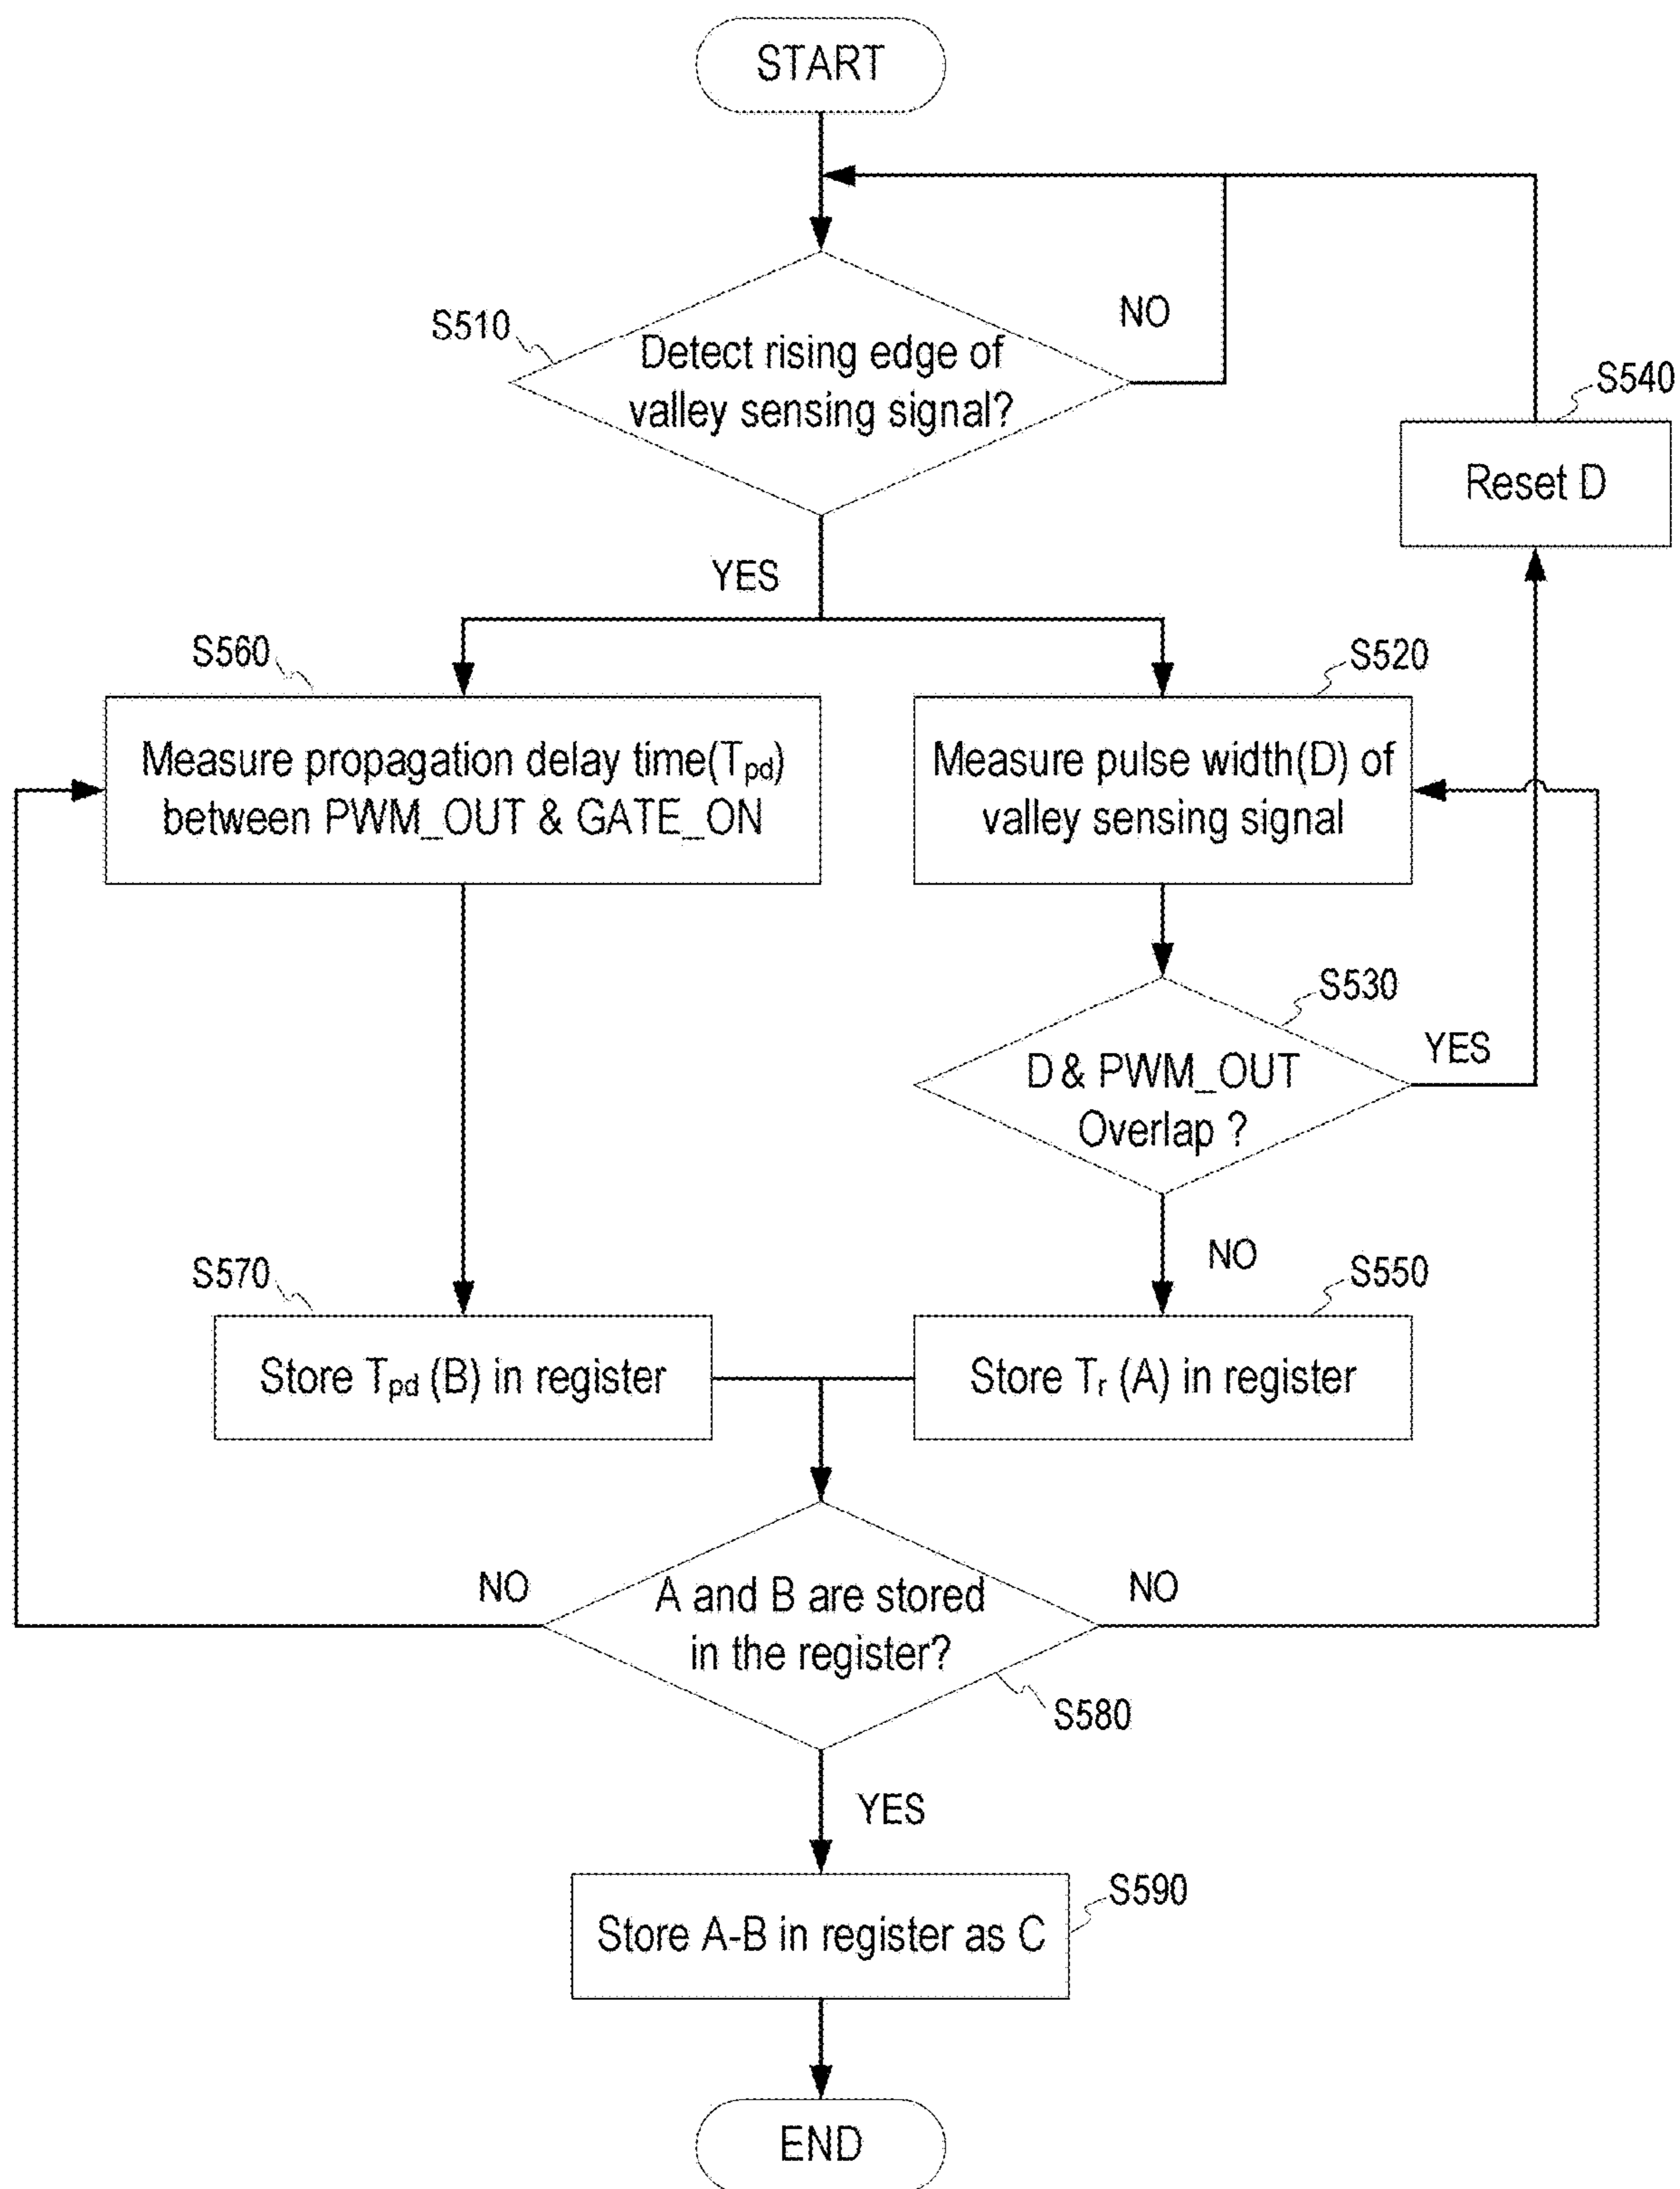 START
S510
Detect rising edge of
valley sensing signal?
NO
S540
Reset D
YES
S560
Measure propagation delay time(Tpd)
between PWM_OUT & GATE_ON
S520
Measure pulse width(D) of
valley sensing signal
S530
D & PWM_OUT
Overlap ?
YES
NO
S570
Store Tpd (B) in register
S550
Store Tr (A) in register
NO
A and B are stored
in the register?
NO
S580
YES
S590
Store A-B in register as C
END